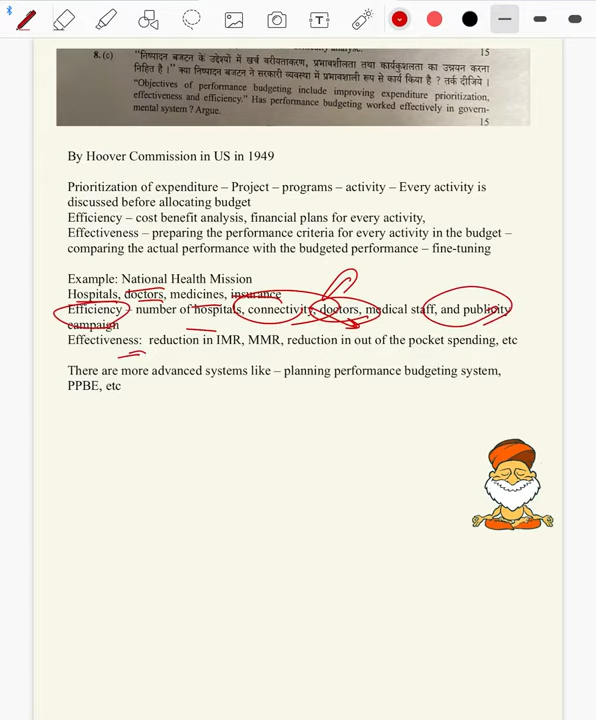 15
8. (c) "निष्पादन बजटन के उद्देश्यों में खर्च वरीयताकरण, प्रभावशीलता तथा कार्यकुशलता का उन्नयन करना
निहित है ।" क्या निष्पादन बजटन ने सरकारी व्यवस्था में प्रभावशाली रूप से कार्य किया है ? तर्क दीजिये ।
"Objectives of performance budgeting include improving expenditure prioritization,
effectiveness and efficiency." Has performance budgeting worked effectively in govern-
mental system ? Argue.
15
By Hoover Commission in US in 1949
Prioritization of expenditure – Project – programs – activity – Every activity is
discussed before allocating budget
Efficiency – cost benefit analysis, financial plans for every activity,
Effectiveness – preparing the performance criteria for every activity in the budget –
comparing the actual performance with the budgeted performance – fine-tuning
Example: National Health Mission
Hospitals, doctors, medicines, insurance
Efficiency – number of hospitals, connectivity, doctors, medical staff, and publicity
campaign
Effectiveness: reduction in IMR, MMR, reduction in out of the pocket spending, etc
There are more advanced systems like – planning performance budgeting system,
PPBE, etc